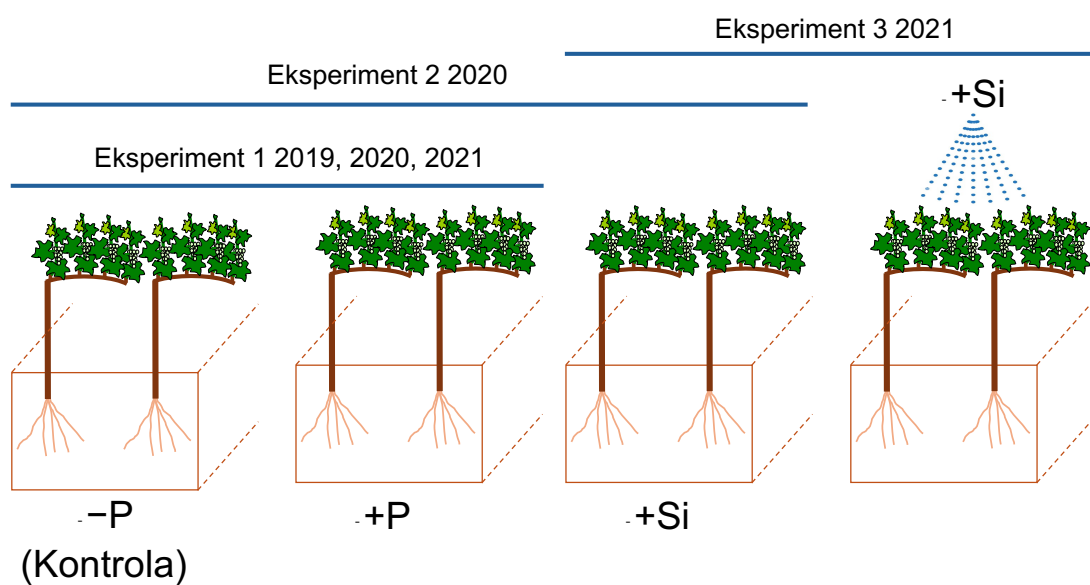 Eksperiment 3 2021
Eksperiment 2 2020
-+Si
Eksperiment 1 2019, 2020, 2021
-−P
-+P
-+Si
(Kontrola)